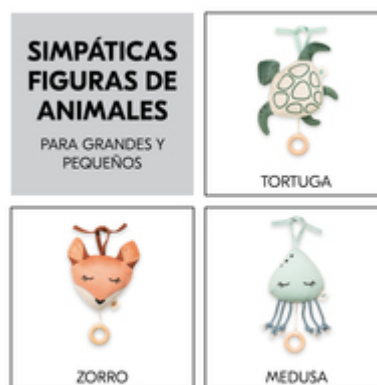 SIMPÁTICAS
FIGURAS DE
ANIMALES
PARA GRANDES Y
PEQUEÑOS
TORTUGA
ZORRO
MEDUSA